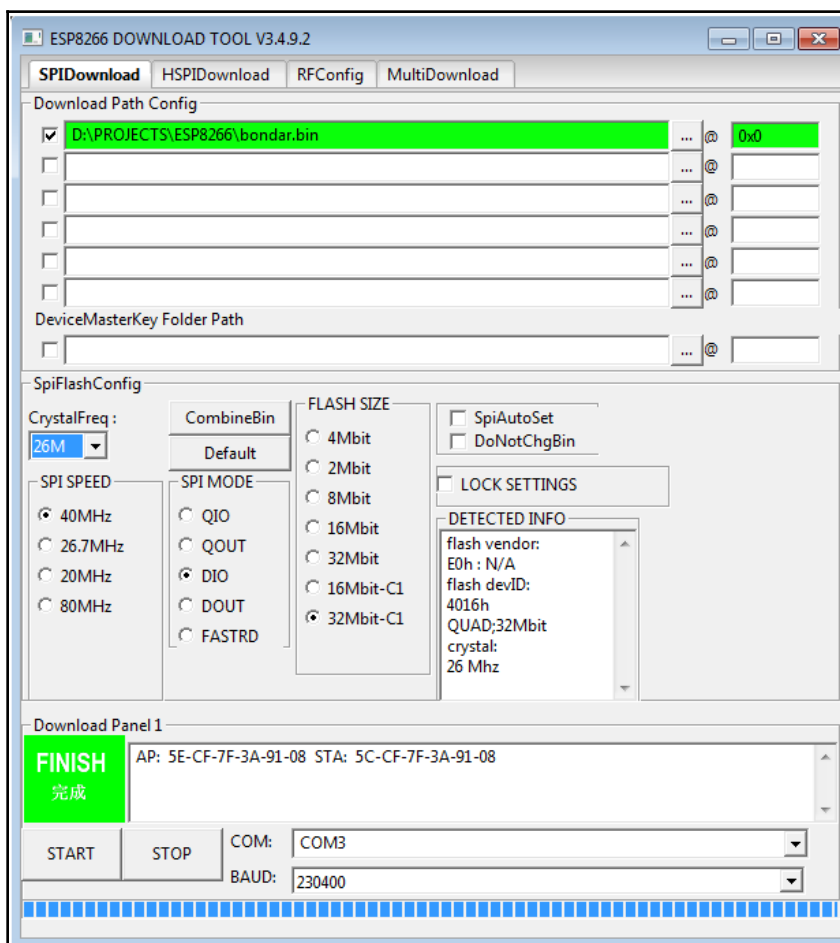 ESP8266 DOWNLOAD TOOL V3.4.9.2
SPIDownload HSPIDownload RFConfig MultiDownload
Download Path Config
D:\PROJECTS\ESP8266\bondar.bin ... @ 0x0
... @
... @
... @
... @
... @
DeviceMasterKey Folder Path
... @
SpiFlashConfig
CrystalFreq :
26M
CombineBin
Default
SPI SPEED
40MHz
26.7MHz
20MHz
80MHz
SPI MODE
QIO
QOUT
DIO
DOUT
FASTRD
FLASH SIZE
4Mbit
2Mbit
8Mbit
16Mbit
32Mbit
16Mbit-C1
32Mbit-C1
SpiAutoSet
DoNotChgBin
LOCK SETTINGS
DETECTED INFO
flash vendor:
E0h : N/A
flash devID:
4016h
QUAD;32Mbit
crystal:
26 Mhz
Download Panel 1
FINISH
完成
AP: 5E-CF-7F-3A-91-08 STA: 5C-CF-7F-3A-91-08
START STOP
COM: COM3
BAUD: 230400